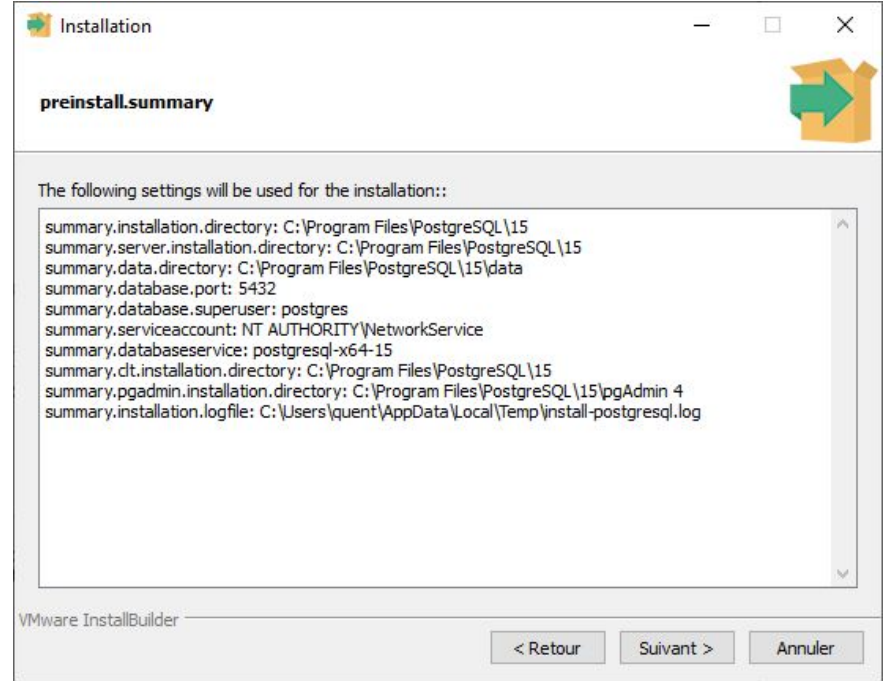 Installation
preinstall.summary
The following settings will be used for the installation::
summary.installation.directory: C:\Program Files\PostgreSQL\15
summary.server.installation.directory: C:\Program Files\PostgreSQL\15
summary.data.directory: C:\Program Files\PostgreSQL\15\data
summary.database.port: 5432
summary.database.superuser: postgres
summary.serviceaccount: NT AUTHORITY\NetworkService
summary.databaseservice: postgresql-x64-15
summary.clt.installation.directory: C:\Program Files\PostgreSQL\15
summary.pgadmin.installation.directory: C:\Program Files\PostgreSQL\15\pgAdmin 4
summary.installation.logfile: C:\Users\quent\AppData\Local\Temp\install-postgresql.log
VMware InstallBuilder
< Retour Suivant > Annuler